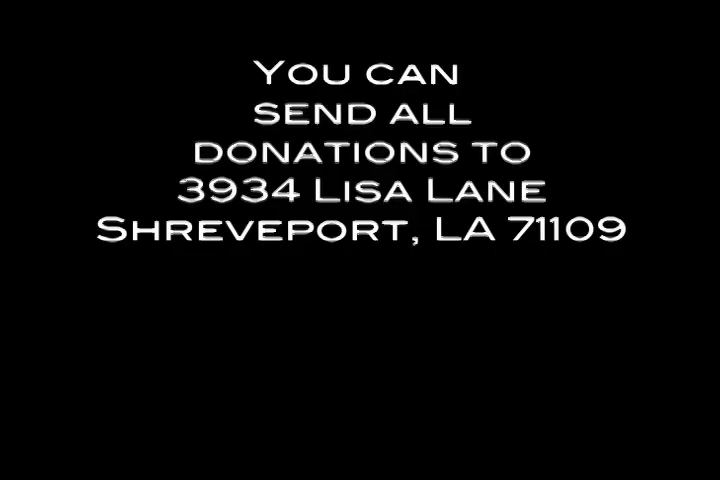 You can
send all
donations to
3934 Lisa Lane
Shreveport, LA 71109